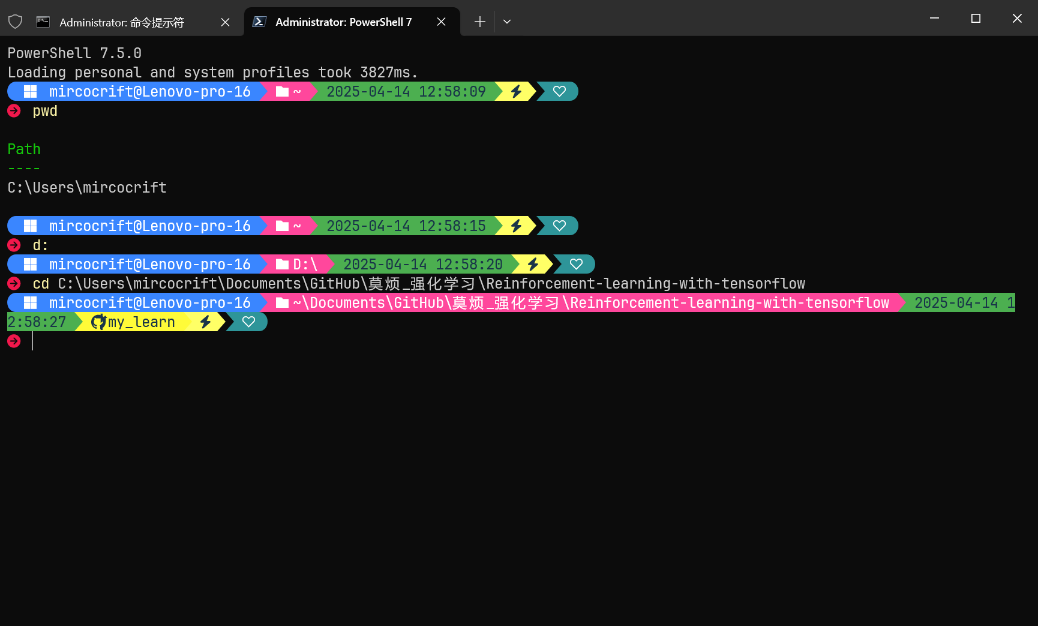 Administrator: 命令提示符
Administrator: PowerShell 7
PowerShell 7.5.0
Loading personal and system profiles took 3827ms.
mircocrift@Lenovo-pro-16 ~ 2025-04-14 12:58:09
pwd
Path
----
C:\Users\mircocrift
mircocrift@Lenovo-pro-16 ~ 2025-04-14 12:58:15
d:
mircocrift@Lenovo-pro-16 D:\ 2025-04-14 12:58:20
cd C:\Users\mircocrift\Documents\GitHub\莫烦_强化学习\Reinforcement-learning-with-tensorflow
mircocrift@Lenovo-pro-16 ~\Documents\GitHub\莫烦_强化学习\Reinforcement-learning-with-tensorflow 2025-04-14 1
2:58:27 my_learn